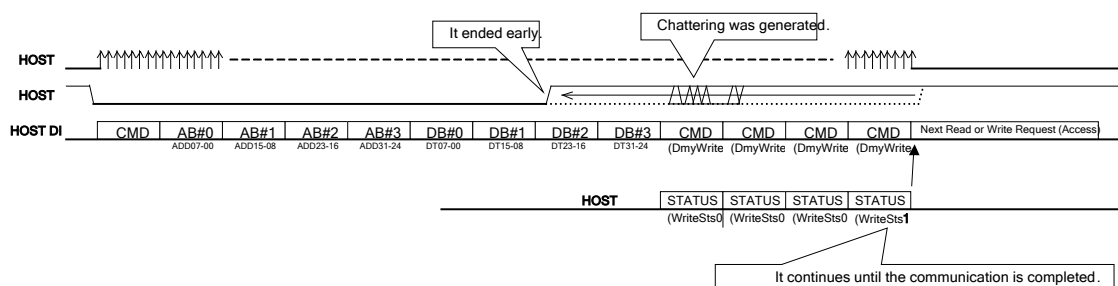 It ended early.
Chattering was generated.
HOST
HOST
HOST DI
CMD AB#0 AB#1 AB#2 AB#3 DB#0 DB#1 DB#2 DB#3 CMD CMD CMD CMD Next Read or Write Request (Access)
ADD07-00 ADD15-08 ADD23-16 ADD31-24 DT07-00 DT15-08 DT23-16 DT31-24 (DmyWrite (DmyWrite (DmyWrite (DmyWrite
HOST STATUS STATUS STATUS STATUS
(WriteSts0 (WriteSts0 (WriteSts0 (WriteSts1
It continues until the communication is completed.